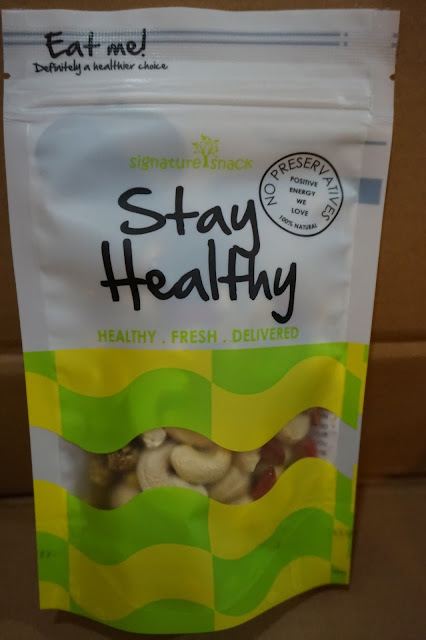 Eat me!
Definitely a healthier choice
signature snack
NO PRESERVATIVES
POSITIVE
ENERGY
WE
LOVE
100% NATURAL
Stay
Healthy
HEALTHY . FRESH . DELIVERED